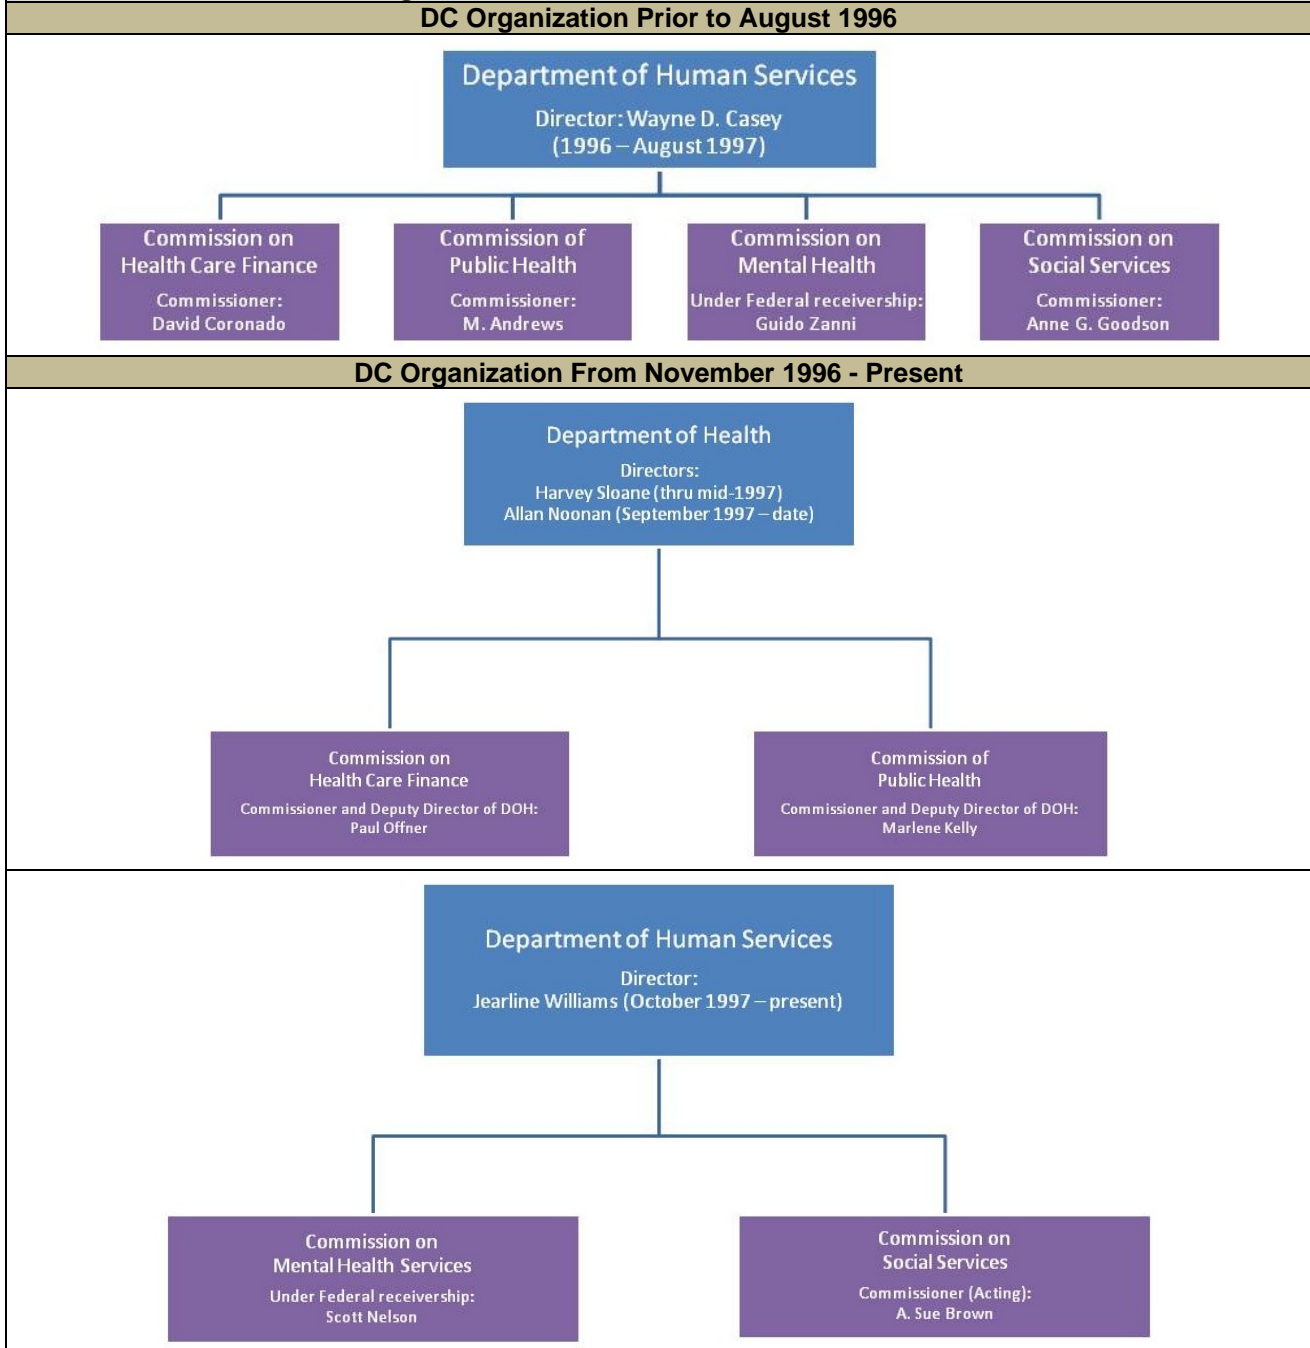 DC Organization Prior to August 1996
Department of Human Services
Director: Wayne D. Casey
(1996 – August 1997)
Commission on
Health Care Finance
Commissioner:
David Coronado
Commission of
Public Health
Commissioner:
M. Andrews
Commission on
Mental Health
Under Federal receivership:
Guido Zanni
Commission on
Social Services
Commissioner:
Anne G. Goodson
DC Organization From November 1996 - Present
Department of Health
Directors:
Harvey Sloane (thru mid-1997)
Allan Noonan (September 1997 – date)
Commission on
Health Care Finance
Commissioner and Deputy Director of DOH:
Paul Offner
Commission of
Public Health
Commissioner and Deputy Director of DOH:
Marlene Kelly
Department of Human Services
Director:
Jearline Williams (October 1997 – present)
Commission on
Mental Health Services
Under Federal receivership:
Scott Nelson
Commission on
Social Services
Commissioner (Acting):
A. Sue Brown